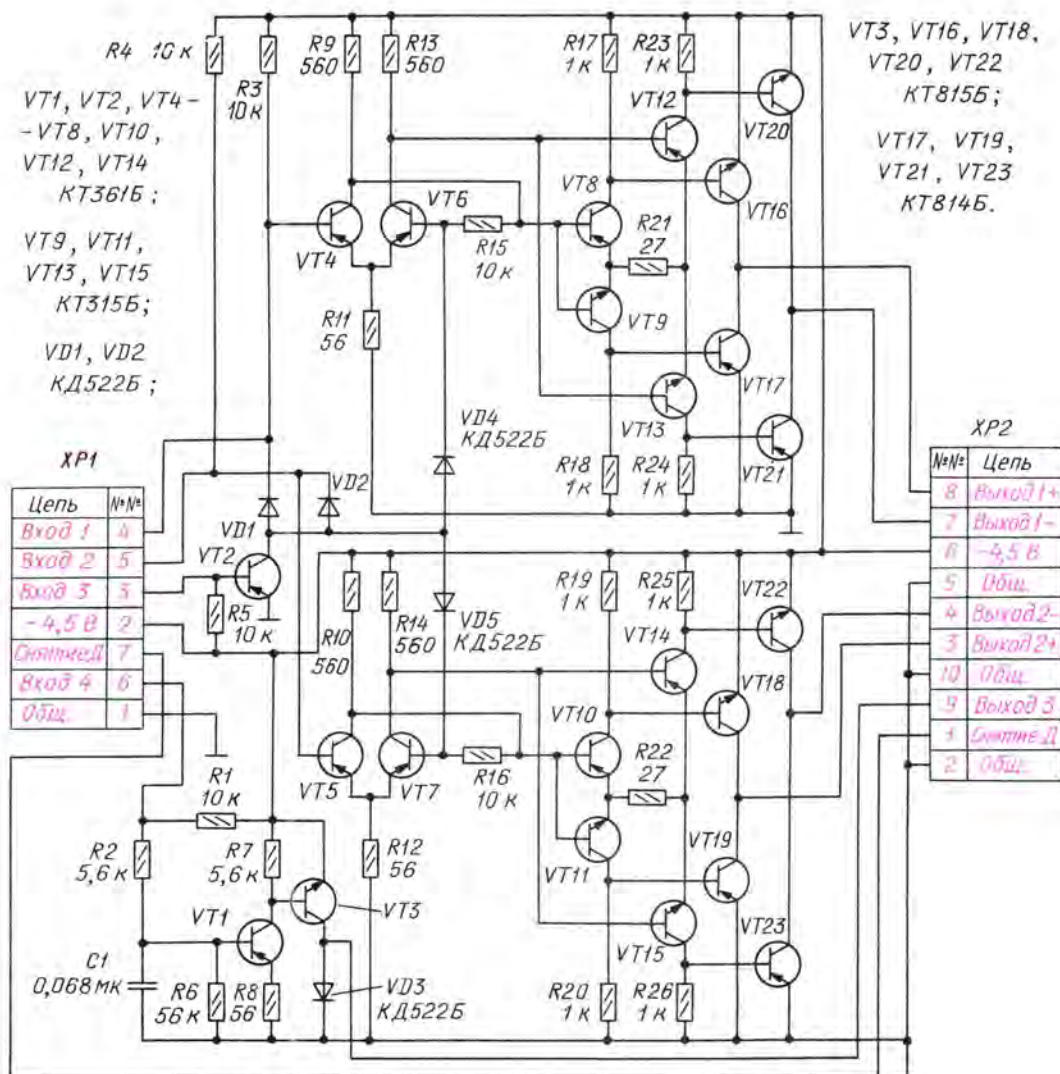 R4 10 к
R3
10к
R9
560
R13
560
R17
1 к
R23
1к
VT12
VT20
VT3, VT16, VT18,
VT20, VT22
КТ815Б;
VT17, VT19,
VT21, VT23
КТ814Б.
VT1, VT2, VT4-
-VT8, VT10,
VT12, VT14
КТ361Б;
VT9, VT11,
VT13, VT15
КТ315Б;
VD1, VD2
КД522Б;
VT4
VT6
R15
10 к
VT8
VT16
R21
27
R11
56
VT9
VT17
VD4
КД522Б
VT13
VT21
R18
1к
R24
1к
XP1
Цепь №№
Вход 1 4
Вход 2 5
Вход 3 3
-4,5 В 2
Снятие Д 7
Вход 4 6
Общ. 1
VD2
VD1
VT2
R5
10 к
R10
560
R14
560
VD5
КД522Б
R19
1к
R25
1к
VT22
VT14
VT18
VT10
XP2
№№ Цепь
8 Выход 1+
7 Выход 1-
6 -4,5 В
5 Общ.
4 Выход 2-
3 Выход 2+
10 Общ.
9 Выход 3
1 Снятие Д
2 Общ.
VT5
VT7
R16
10 к
R22
27
R1
10 к
R2
5,6 к
R7
5,6к
R12
56
VT11
VT19
VT1
VT3
VT15
VT23
C1
0,068 мк
R6
56 к
R8
56
VD3
КД522Б
R20
1 к
R26
1 к